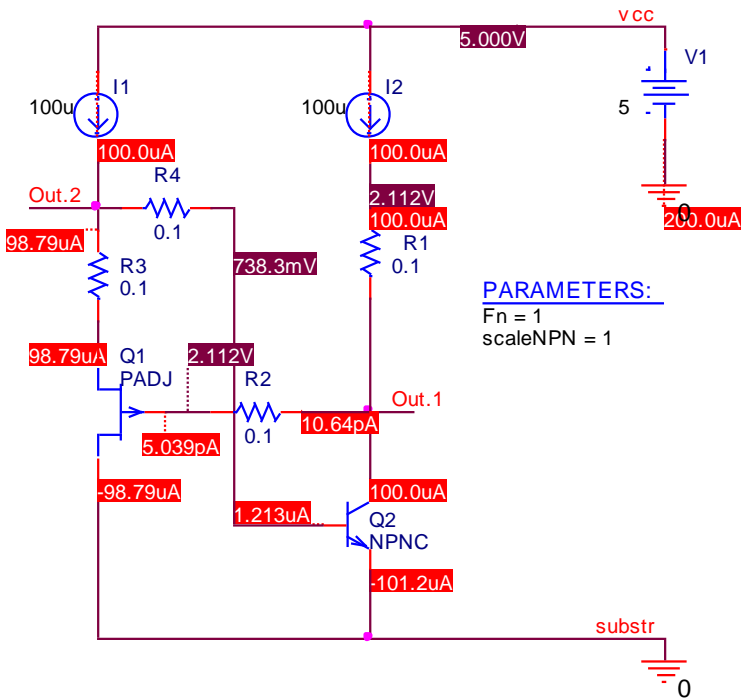 vcc
5.000V
V1
5
0
200.0uA
I1
100u
100.0uA
I2
100u
100.0uA
2.112V
100.0uA
Out.2
R4
0.1
98.79uA
R3
0.1
738.3mV
R1
0.1
PARAMETERS:
Fn = 1
scaleNPN = 1
98.79uA
Q1
PADJ
2.112V
R2
0.1
Out.1
10.64pA
5.039pA
-98.79uA
1.213uA
100.0uA
Q2
NPNC
-101.2uA
substr
0